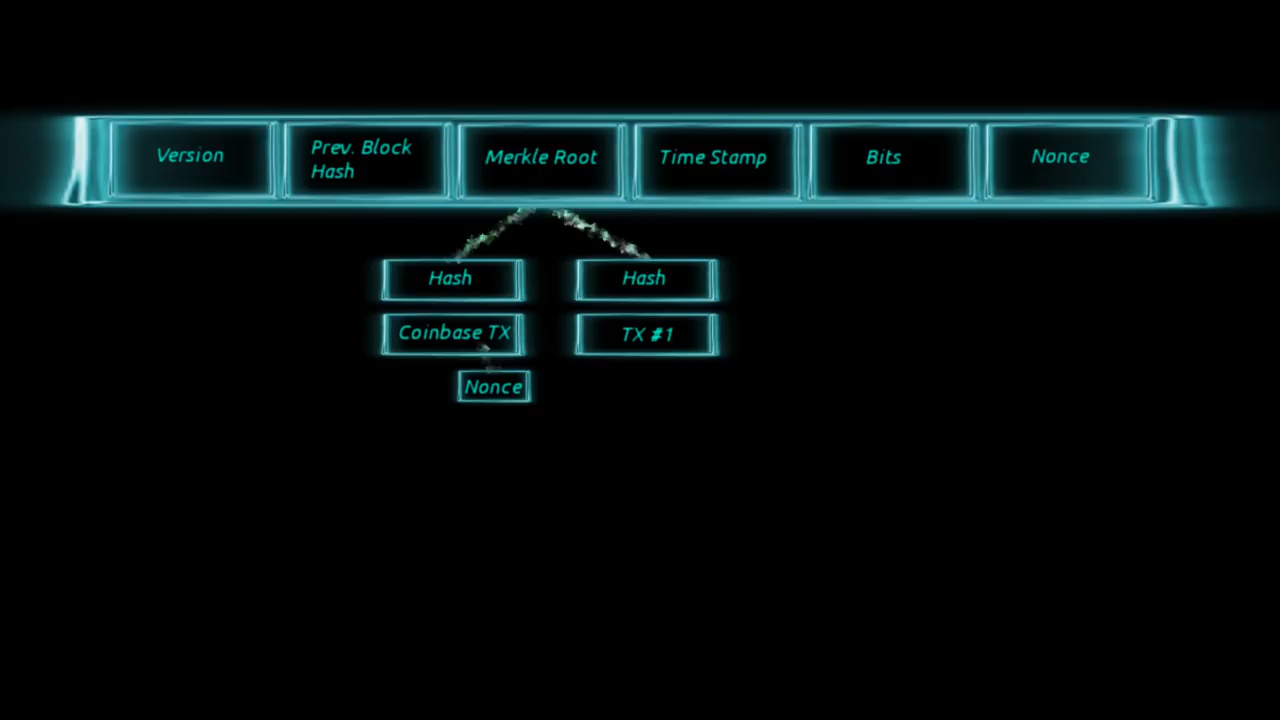 Version
Prev. Block
Hash
Merkle Root
Time Stamp
Bits
Nonce
Hash
Hash
Coinbase TX
TX #1
Nonce